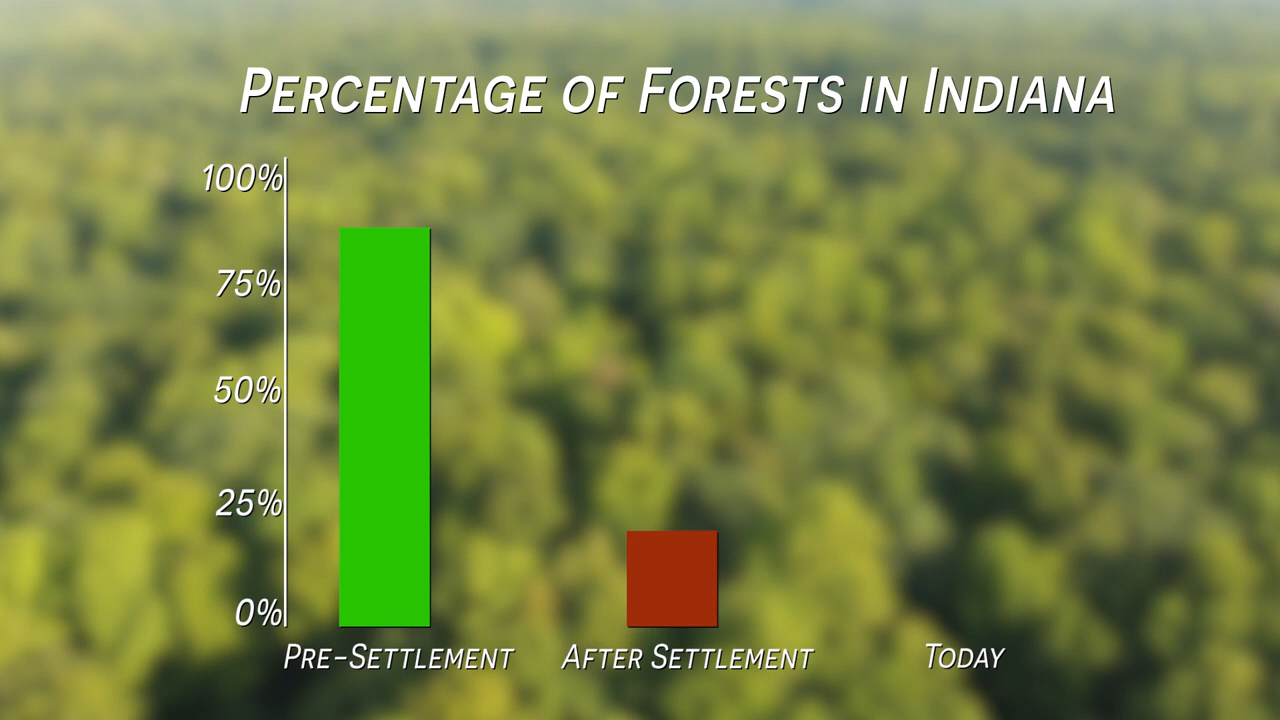 Percentage of Forests in Indiana
100%
75%
50%
25%
0%
Pre-Settlement After Settlement Today